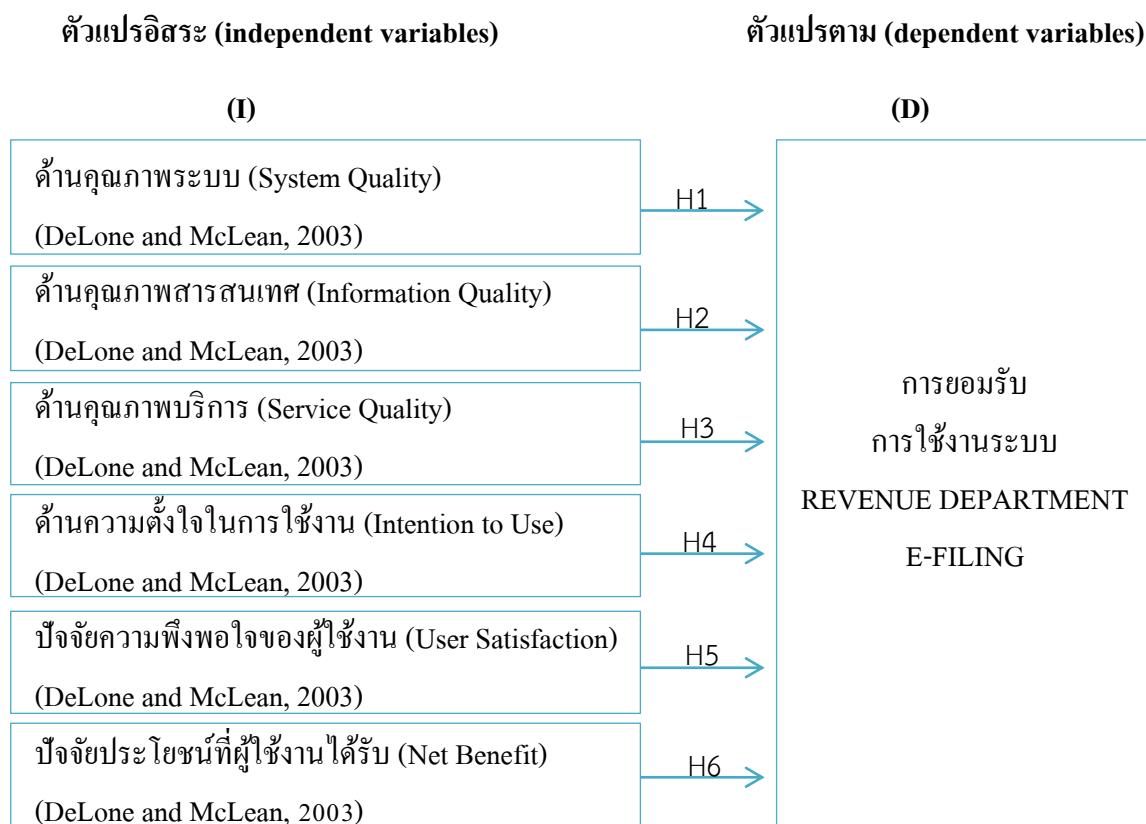 ตัวแปรอิสระ (independent variables)
ตัวแปรตาม (dependent variables)
(I)
(D)
ด้านคุณภาพระบบ (System Quality)
(DeLone and McLean, 2003)
H1
ด้านคุณภาพสารสนเทศ (Information Quality)
(DeLone and McLean, 2003)
H2
ด้านคุณภาพบริการ (Service Quality)
(DeLone and McLean, 2003)
H3
ด้านความตั้งใจในการใช้งาน (Intention to Use)
(DeLone and McLean, 2003)
H4
ปัจจัยความพึงพอใจของผู้ใช้งาน (User Satisfaction)
(DeLone and McLean, 2003)
H5
ปัจจัยประโยชน์ที่ผู้ใช้งานได้รับ (Net Benefit)
(DeLone and McLean, 2003)
H6
การยอมรับ
การใช้งานระบบ
REVENUE DEPARTMENT
E-FILING